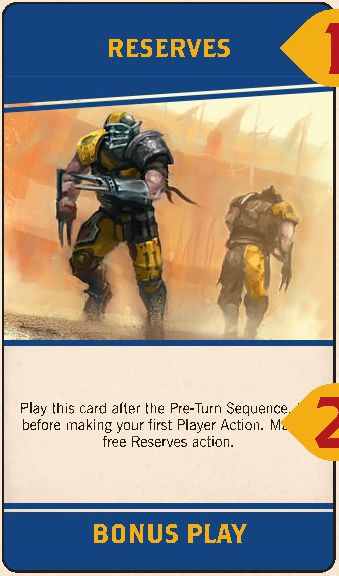 RESERVES
1
Play this card after the Pre-Turn Sequence,
before making your first Player Action.
free Reserves action.
2
BONUS PLAY